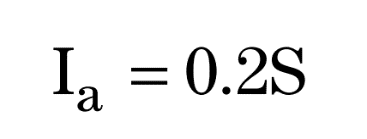 Iₐ = 0.2S